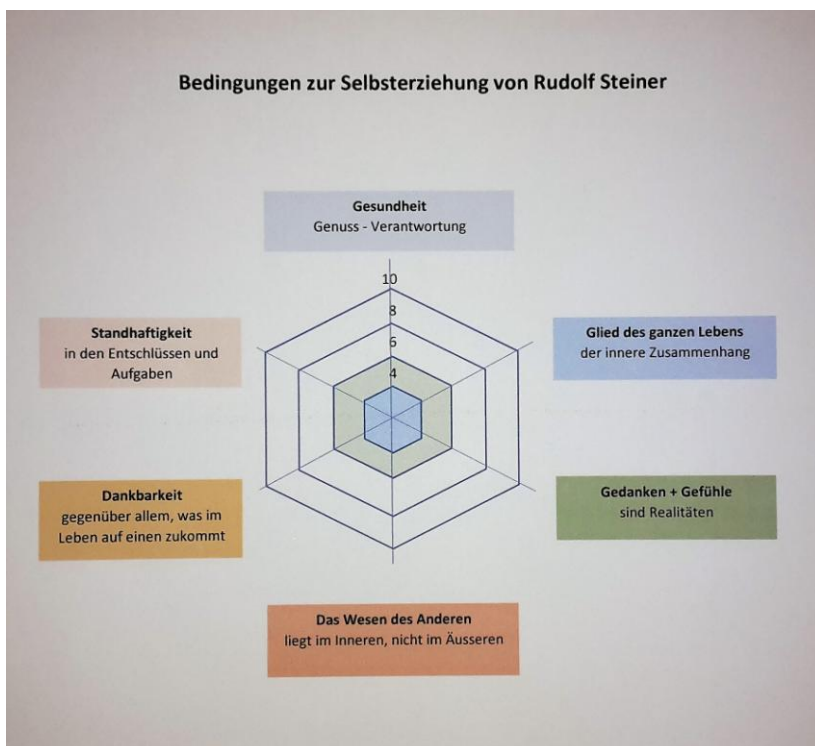 Bedingungen zur Selbsterziehung von Rudolf Steiner
Gesundheit
Genuss - Verantwortung
10
8
6
4
Standhaftigkeit
in den Entschlüssen und
Aufgaben
Glied des ganzen Lebens
der innere Zusammenhang
Dankbarkeit
gegenüber allem, was im
Leben auf einen zukommt
Gedanken + Gefühle
sind Realitäten
Das Wesen des Anderen
liegt im Inneren, nicht im Äusseren